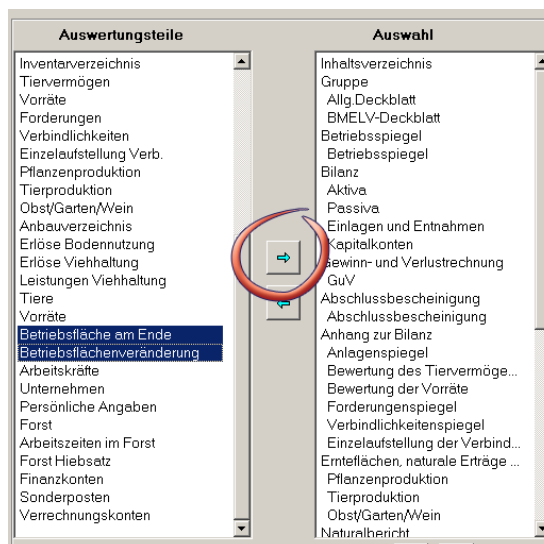 Auswertungsteile
Inventarverzeichnis
Tiervermögen
Vorräte
Forderungen
Verbindlichkeiten
Einzelaufstellung Verb.
Pflanzenproduktion
Tierproduktion
Obst/Garten/Wein
Anbauverzeichnis
Erlöse Bodennutzung
Erlöse Viehhaltung
Leistungen Viehhaltung
Tiere
Vorräte
Betriebsfläche am Ende
Betriebsflächenveränderung
Arbeitskräfte
Unternehmen
Persönliche Angaben
Forst
Arbeitszeiten im Forst
Forst Hiebsatz
Finanzkonten
Sonderposten
Verrechnungskonten
Auswahl
Inhaltsverzeichnis
Gruppe
Allg.Deckblatt
BMELV-Deckblatt
Betriebsspiegel
Betriebsspiegel
Bilanz
Aktiva
Passiva
Einlagen und Entnahmen
Kapitalkonten
Gewinn- und Verlustrechnung
GuV
Abschlussbescheinigung
Abschlussbescheinigung
Anhang zur Bilanz
Anlagenspiegel
Bewertung des Tiervermöge...
Bewertung der Vorräte
Forderungenspiegel
Verbindlichkeitenspiegel
Einzelaufstellung der Verbind...
Ernteflächen, naturale Erträge ...
Pflanzenproduktion
Tierproduktion
Obst/Garten/Wein
Naturalbericht